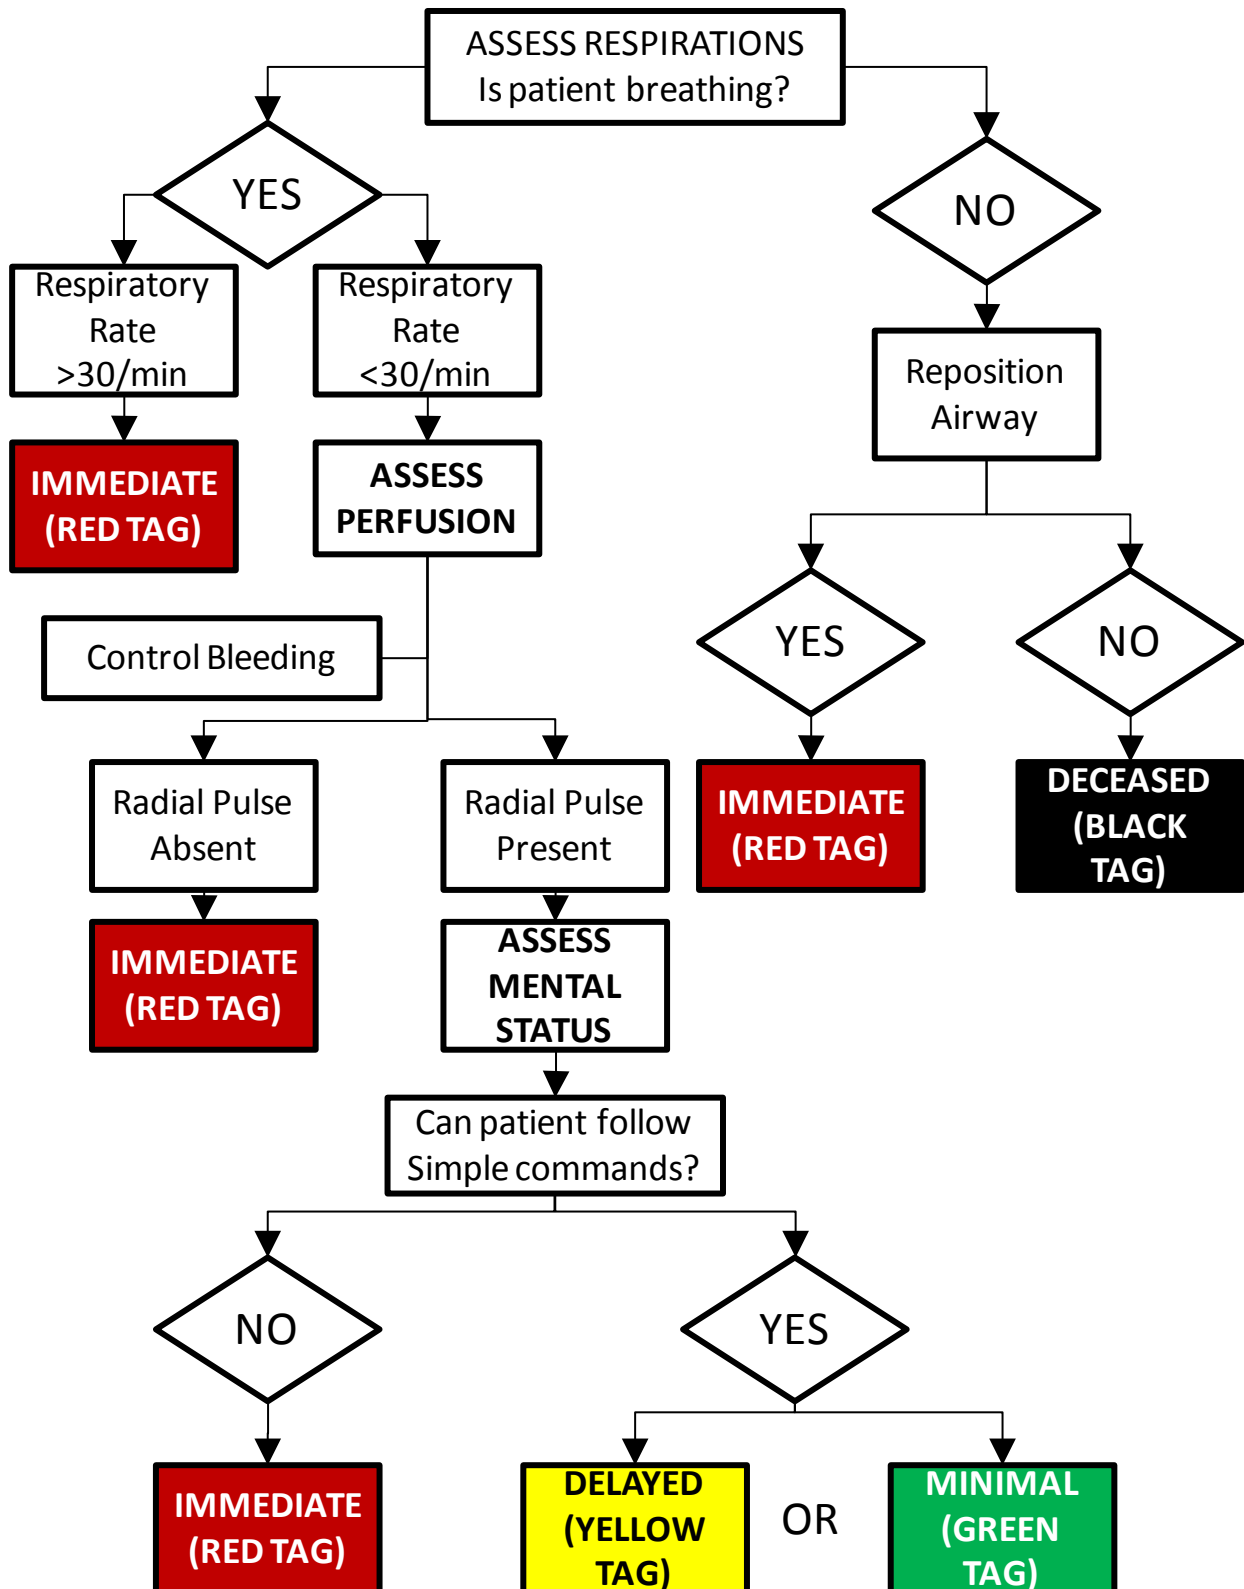 ASSESS RESPIRATIONS
Is patient breathing?
YES
NO
Respiratory
Rate
>30/min
Respiratory
Rate
<30/min
Reposition
Airway
IMMEDIATE
(RED TAG)
ASSESS
PERFUSION
Control Bleeding
YES
NO
Radial Pulse
Absent
Radial Pulse
Present
IMMEDIATE
(RED TAG)
DECEASED
(BLACK
TAG)
IMMEDIATE
(RED TAG)
ASSESS
MENTAL
STATUS
Can patient follow
Simple commands?
NO
YES
IMMEDIATE
(RED TAG)
DELAYED
(YELLOW
TAG)
OR
MINIMAL
(GREEN
TAG)